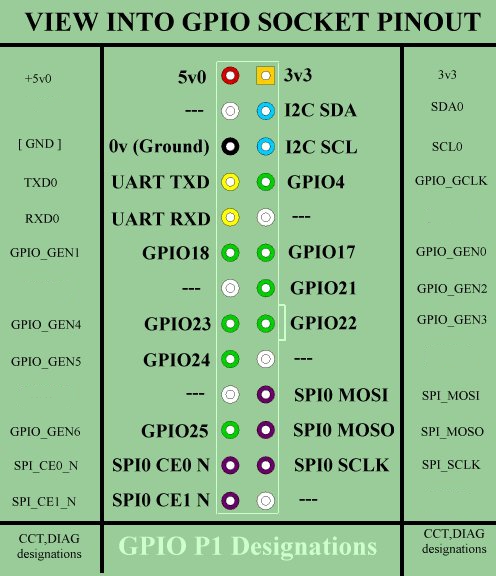 VIEW INTO GPIO SOCKET PINOUT
+5v0 5v0 3v3 3v3
--- I2C SDA SDA0
[ GND ] 0v (Ground) I2C SCL SCL0
TXD0 UART TXD GPIO4 GPIO_GCLK
RXD0 UART RXD ---
GPIO_GEN1 GPIO18 GPIO17 GPIO_GEN0
--- GPIO21 GPIO_GEN2
GPIO_GEN4 GPIO23 GPIO22 GPIO_GEN3
GPIO_GEN5 GPIO24 ---
--- SPI0 MOSI SPI_MOSI
GPIO_GEN6 GPIO25 SPI0 MOSO SPI_MOSO
SPI_CE0_N SPI0 CE0 N SPI0 SCLK SPI_SCLK
SPI_CE1_N SPI0 CE1 N ---
CCT,DIAG
designations
GPIO P1 Designations
CCT,DIAG
designations